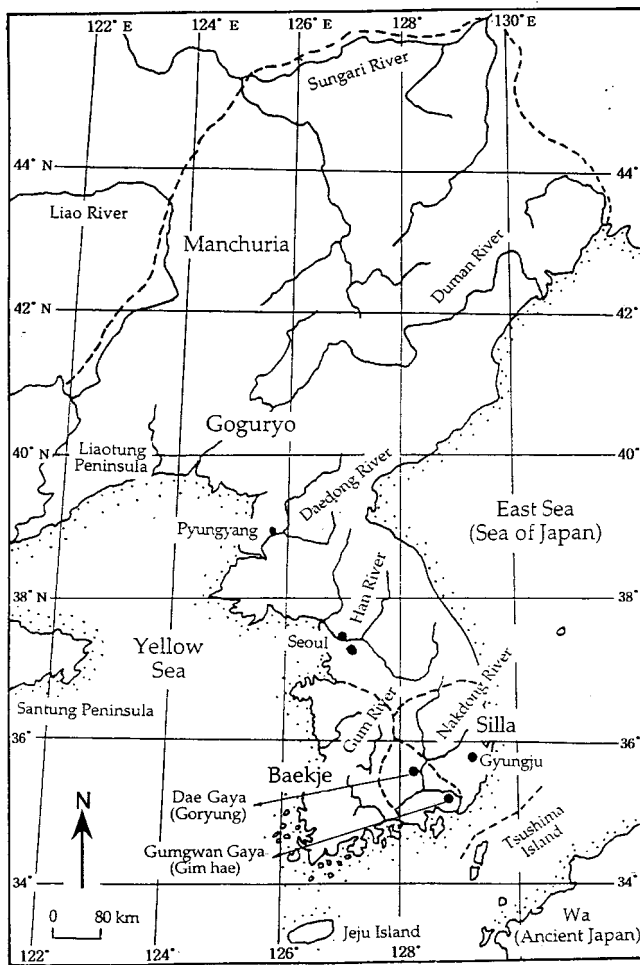 122° E
124° E
126° E
128° E
130° E
Sungari River
44° N
44° N
Liao River
Manchuria
Duman River
42° N
42° N
Goguryo
Liaotung
Peninsula
40° N
40° N
Daedong River
East Sea
(Sea of Japan)
Pyungyang
38° N
38° N
Han River
Yellow
Sea
Seoul
Santung Peninsula
Gum River
Nakdong River
Silla
36° N
36° N
Baekje
Gyungju
Dae Gaya
(Goryung)
N
Gumgwan Gaya
(Gim hae)
Tsushima
Island
34° N
34° N
0 80 km
Jeju Island
Wa
(Ancient Japan)
122°
124°
126°
128°
130°